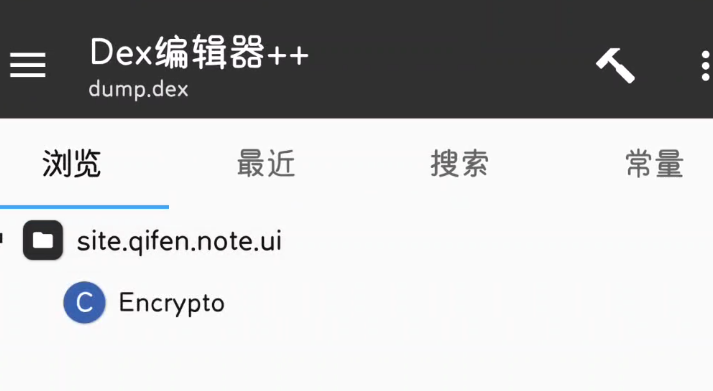 Dex编辑器++
dump.dex
浏览 最近 搜索 常量
site.qifen.note.ui
C Encrypto